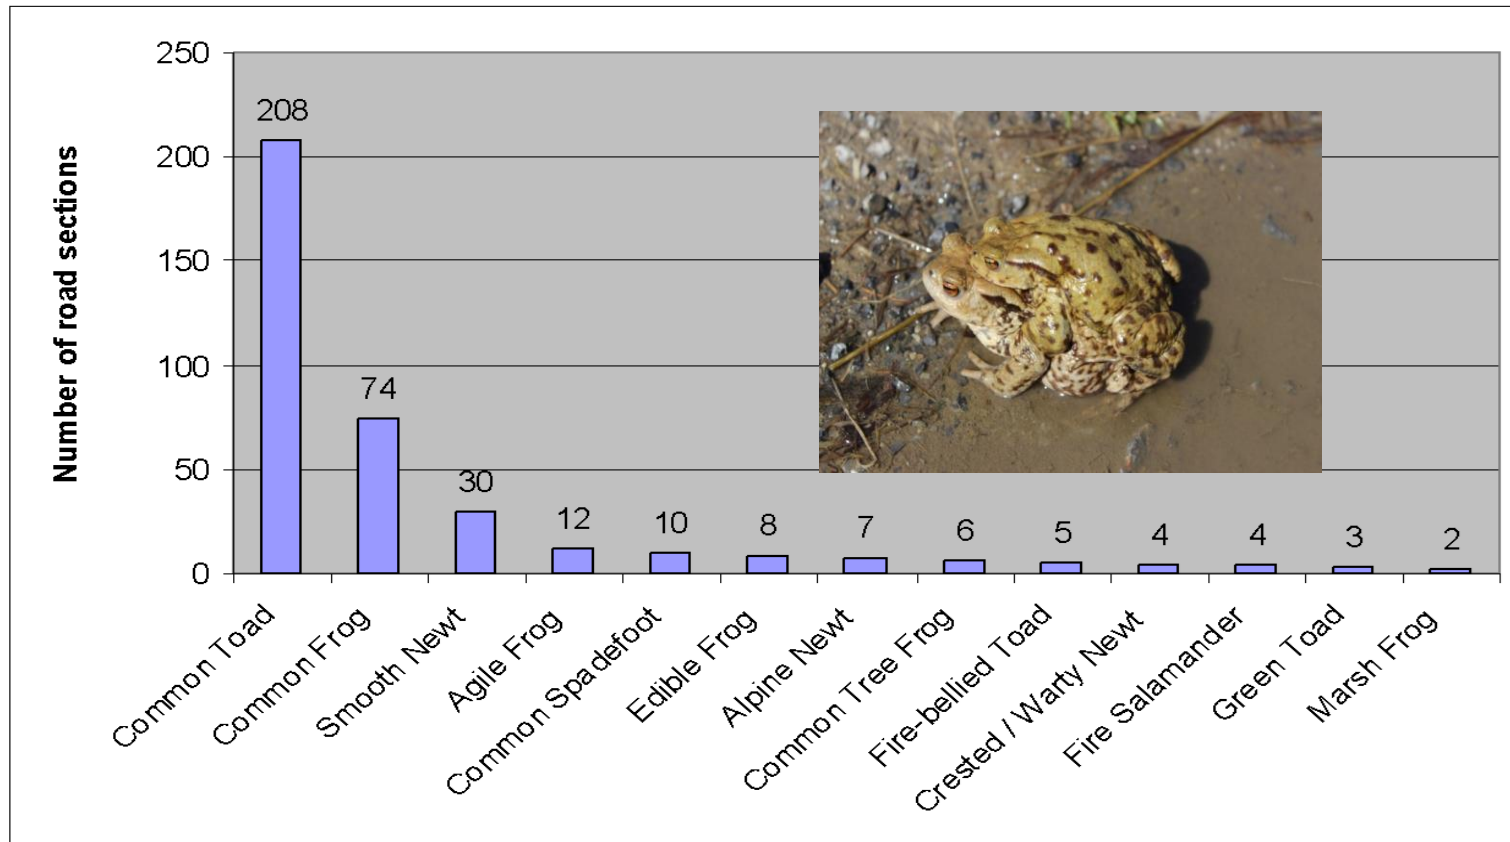 Number of road sections
250
200
150
100
50
0
208
74
30
12
10
8
7
6
5
4
4
3
2
Common Toad
Common Frog
Smooth Newt
Agile Frog
Common Spadefoot
Edible Frog
Alpine Newt
Common Tree Frog
Fire-bellied Toad
Crested / Warty Newt
Fire Salamander
Green Toad
Marsh Frog